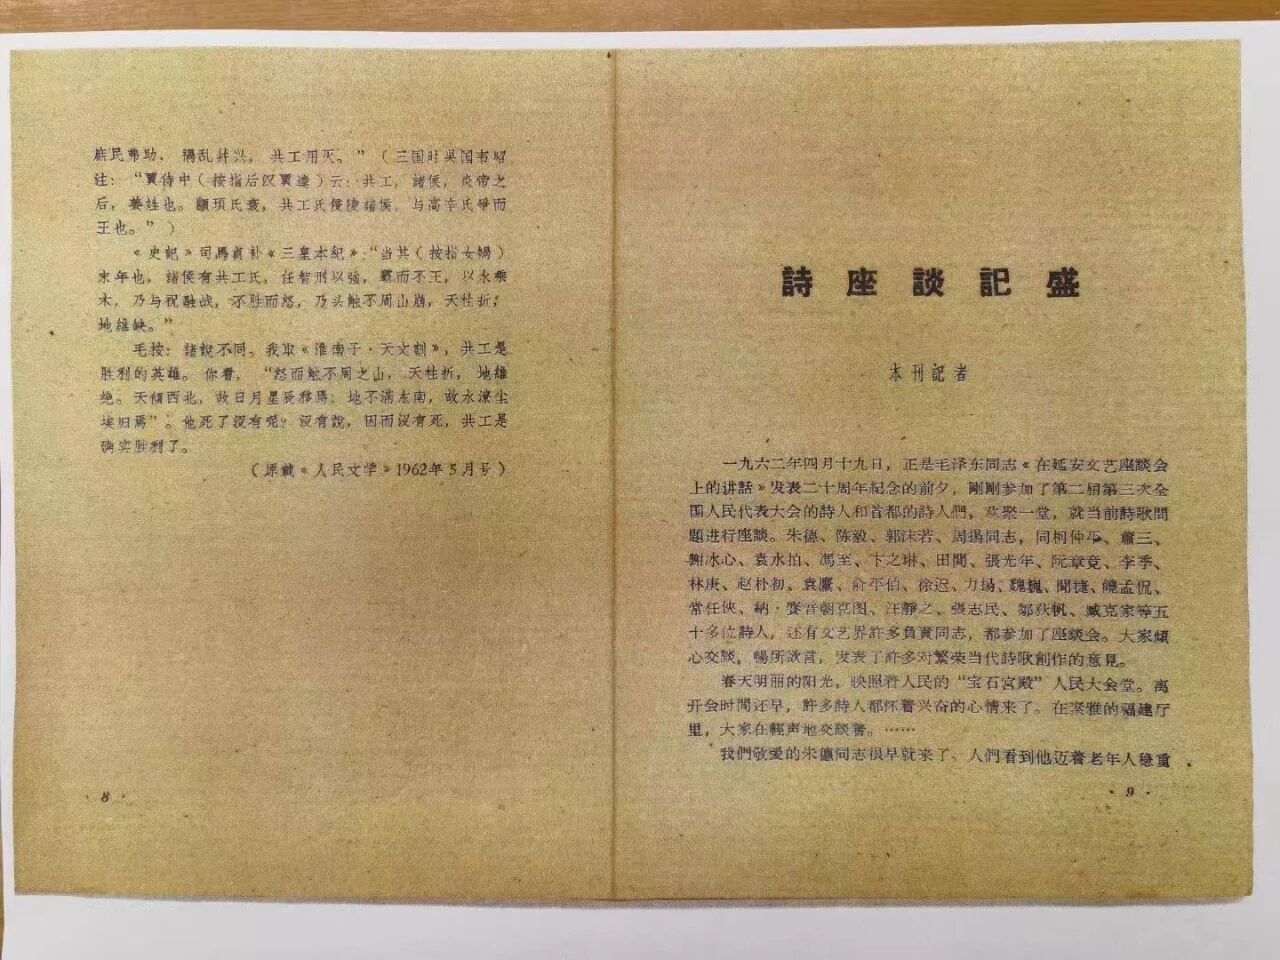 庶民弗助，禍乱并兴，共工用灭。”（三国时吳国韦昭
注：“賈侍中（按指后汉賈逵）云：共工，諸侯，炎帝之
后，姜姓也。顓頊氏衰，共工氏侵陵諸侯，与高辛氏爭而
王也。”）
《史記》司馬貞补《三皇本紀》：“当其（按指女媧）
末年也，諸侯有共工氏，任智刑以強，霸而不王，以水乘
木，乃与祝融战，不胜而怒，乃头触不周山崩，天柱折，
地維缺。”
毛按：諸說不同。我取《淮南子·天文訓》，共工是
胜利的英雄。你看，“怒而触不周之山，天柱折，地維
绝。天傾西北，故日月星辰移焉；地不滿东南，故水潦尘
埃归焉”。他死了沒有呢？沒有說，因而沒有死，共工是
确实胜利了。
（原載《人民文学》1962年5月号）
· 8 ·
詩座談記盛
本刊記者
一九六二年四月十九日，正是毛泽东同志《在延安文艺座談会
上的讲話》发表二十周年紀念的前夕，剛剛参加了第二届第三次全
国人民代表大会的詩人和首都的詩人們，欢聚一堂，就当前詩歌問
題进行座談。朱德、陈毅、郭沫若、周揚同志，同柯仲平、蕭三、
謝冰心、袁水拍、馮至、卞之琳、田間、張光年、阮章竞、李季、
林庚、赵朴初、袁鷹、俞平伯、徐迟、力揚、魏巍、聞捷、饒孟侃、
常任俠、納·賽音朝克图、汪靜之、張志民、鄒荻帆、臧克家等五
十多位詩人，还有文艺界許多負責同志，都参加了座談会。大家傾
心交談，暢所欲言，发表了許多对繁荣当代詩歌創作的意見。
春天明丽的阳光，映照着人民的“宝石宮殿”人民大会堂。离
开会时間还早，許多詩人都怀着兴奋的心情来了。在素雅的福建厅
里，大家在輕声地交談着。……
我們敬爱的朱德同志很早就来了，人們看到他迈着老年人稳重
· 9 ·